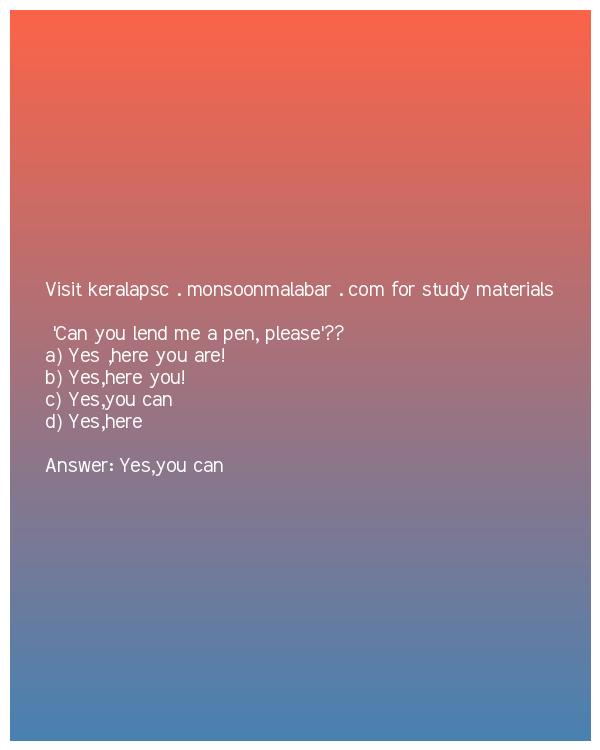 Visit keralapsc . monsoonmalabar . com for study materials
'Can you lend me a pen, please'??
a) Yes ,here you are!
b) Yes,here you!
c) Yes,you can
d) Yes,here
Answer: Yes,you can